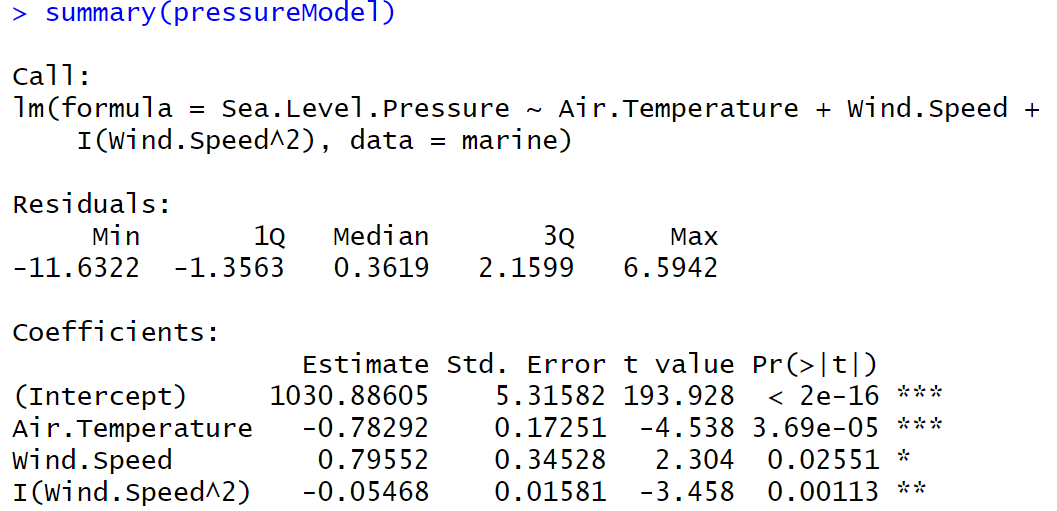 > summary(pressureModel)
Call:
lm(formula = Sea.Level.Pressure ~ Air.Temperature + Wind.Speed +
    I(Wind.Speed^2), data = marine)
Residuals:
     Min       1Q   Median       3Q      Max
-11.6322  -1.3563   0.3619   2.1599   6.5942
Coefficients:
                  Estimate Std. Error t value Pr(>|t|)
(Intercept)     1030.88605    5.31582 193.928  < 2e-16 ***
Air.Temperature   -0.78292    0.17251  -4.538 3.69e-05 ***
Wind.Speed         0.79552    0.34528   2.304  0.02551 *
I(Wind.Speed^2)   -0.05468    0.01581  -3.458  0.00113 **